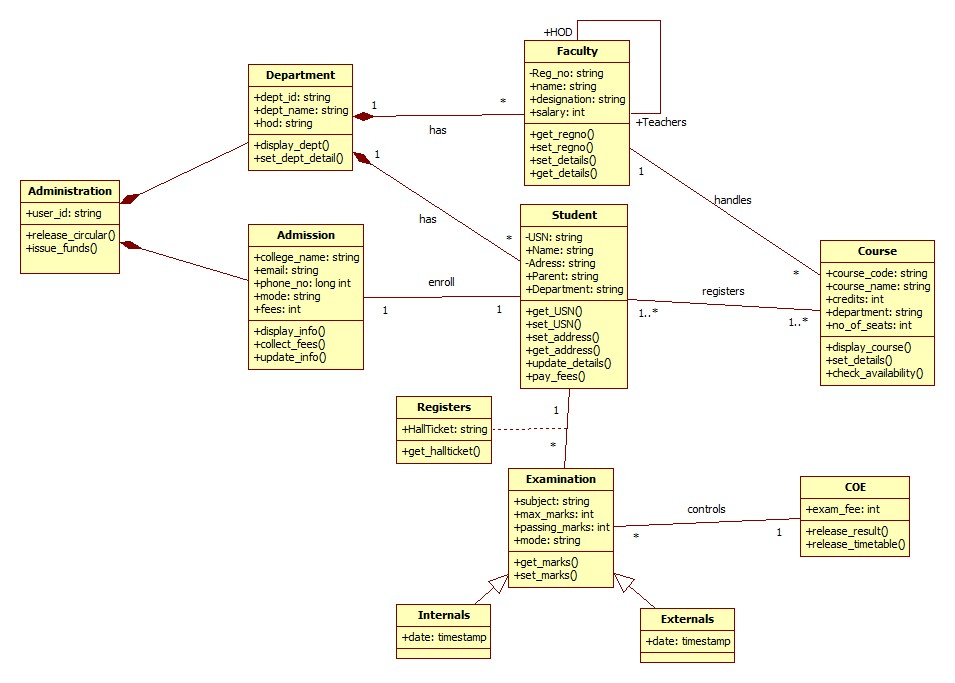 +HOD
Faculty
-Reg_no: string
+name: string
+designation: string
+salary: int
+get_regno()
+set_regno()
+set_details()
+get_details()
+Teachers
Department
+dept_id: string
+dept_name: string
+hod: string
+display_dept()
+set_dept_detail()
1
*
has
1
has
*
1
handles
*
Administration
+user_id: string
+release_circular()
+issue_funds()
Admission
+college_name: string
+email: string
+phone_no: long int
+mode: string
+fees: int
+display_info()
+collect_fees()
+update_info()
enroll
1
1
Student
-USN: string
+Name: string
-Adress: string
+Parent: string
+Department: string
+get_USN()
+set_USN()
+set_address()
+get_address()
+update_details()
+pay_fees()
registers
1..*
1..*
Course
+course_code: string
+course_name: string
+credits: int
+department: string
+no_of_seats: int
+display_course()
+set_details()
+check_availability()
Registers
+HallTicket: string
+get_hallticket()
1
*
Examination
+subject: string
+max_marks: int
+passing_marks: int
+mode: string
+get_marks()
+set_marks()
controls
*
1
COE
+exam_fee: int
+release_result()
+release_timetable()
Internals
+date: timestamp
Externals
+date: timestamp